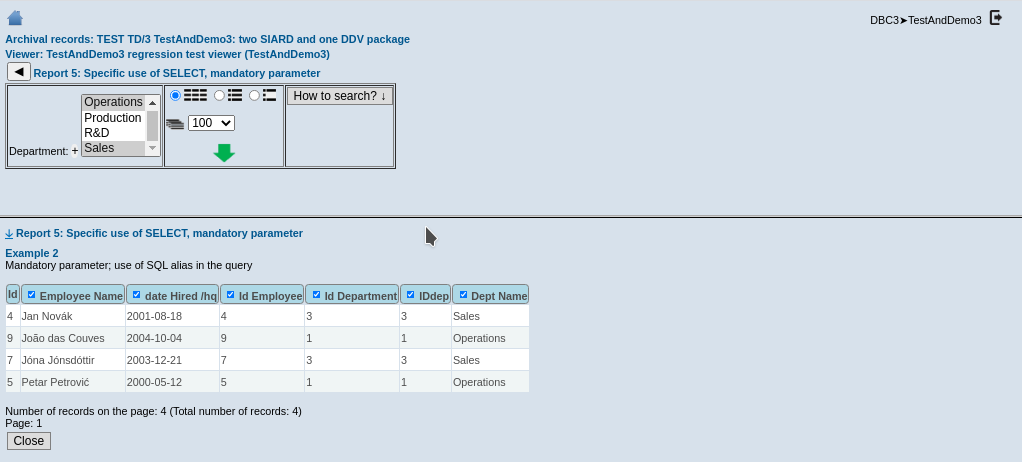 DBC3➤TestAndDemo3
Archival records: TEST TD/3 TestAndDemo3: two SIARD and one DDV package
Viewer: TestAndDemo3 regression test viewer (TestAndDemo3)
◄ Report 5: Specific use of SELECT, mandatory parameter
Department: + Operations
Production
R&D
Sales
100
How to search? ↓
Report 5: Specific use of SELECT, mandatory parameter
Example 2
Mandatory parameter; use of SQL alias in the query
Id Employee Name date Hired /hq Id Employee Id Department IDdep Dept Name
4 Jan Novák 2001-08-18 4 3 3 Sales
9 João das Couves 2004-10-04 9 1 1 Operations
7 Jóna Jónsdóttir 2003-12-21 7 3 3 Sales
5 Petar Petrović 2000-05-12 5 1 1 Operations
Number of records on the page: 4 (Total number of records: 4)
Page: 1
Close